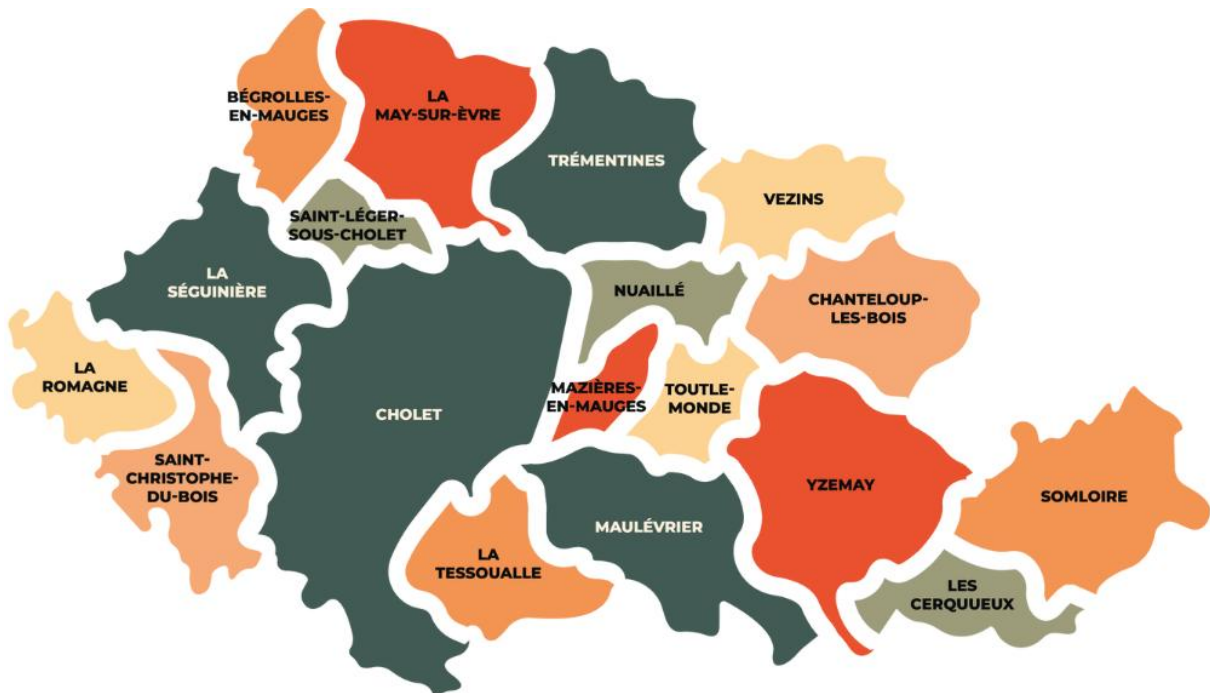 BÉGROLLES-
EN-MAUGES
LA
MAY-SUR-ÈVRE
TRÉMENTINES
VEZINS
SAINT-LÉGER-
SOUS-CHOLET
LA
SÉGUINIÈRE
NUAILLÉ
CHANTELOUP-
LES-BOIS
LA
ROMAGNE
CHOLET
MAZIÈRES-
EN-MAUGES
TOUTLE-
MONDE
SAINT-
CHRISTOPHE-
DU-BOIS
YZEMAY
SOMLOIRE
MAULÉVRIER
LA
TESSOUALLE
LES
CERQUUEUX